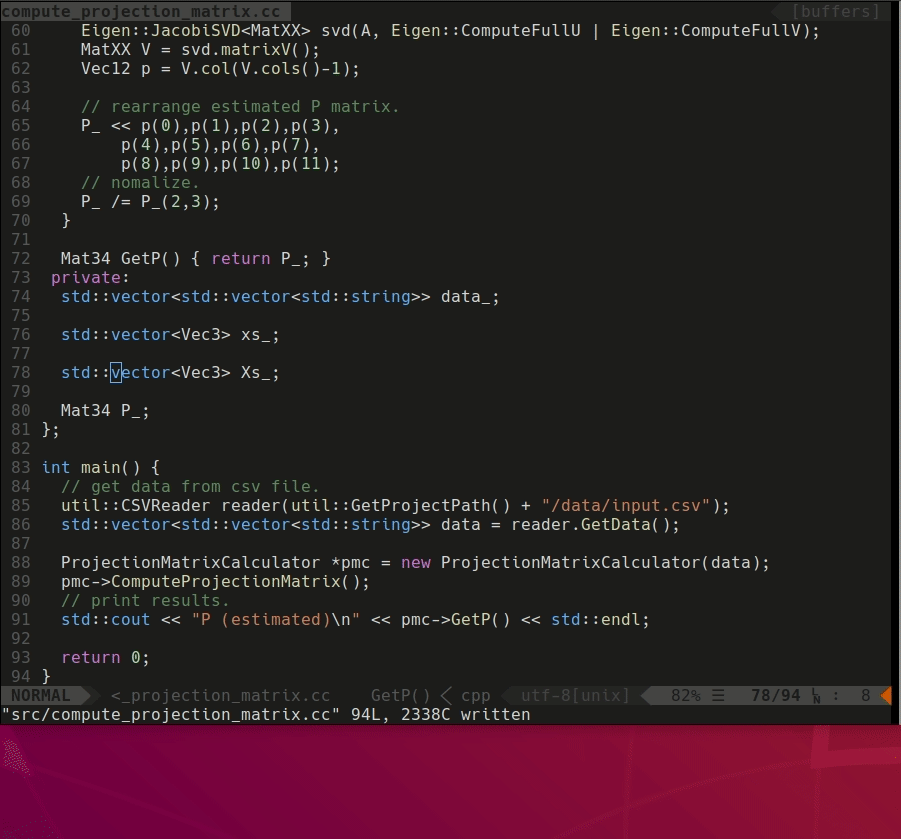 compute_projection_matrix.cc [buffers]
60 Eigen::JacobiSVD<MatXX> svd(A, Eigen::ComputeFullU | Eigen::ComputeFullV);
61 MatXX V = svd.matrixV();
62 Vec12 p = V.col(V.cols()-1);
63
64 // rearrange estimated P matrix.
65 P_ << p(0),p(1),p(2),p(3),
66 p(4),p(5),p(6),p(7),
67 p(8),p(9),p(10),p(11);
68 // nomalize.
69 P_ /= P_(2,3);
70 }
71
72 Mat34 GetP() { return P_; }
73 private:
74 std::vector<std::vector<std::string>> data_;
75
76 std::vector<Vec3> xs_;
77
78 std::vector<Vec3> Xs_;
79
80 Mat34 P_;
81 };
82
83 int main() {
84 // get data from csv file.
85 util::CSVReader reader(util::GetProjectPath() + "/data/input.csv");
86 std::vector<std::vector<std::string>> data = reader.GetData();
87
88 ProjectionMatrixCalculator *pmc = new ProjectionMatrixCalculator(data);
89 pmc->ComputeProjectionMatrix();
90 // print results.
91 std::cout << "P (estimated)\n" << pmc->GetP() << std::endl;
92
93 return 0;
94 }
NORMAL <_projection_matrix.cc GetP() < cpp utf-8[unix] 82% ☰ 78/94 ㏑ : 8
"src/compute_projection_matrix.cc" 94L, 2338C written